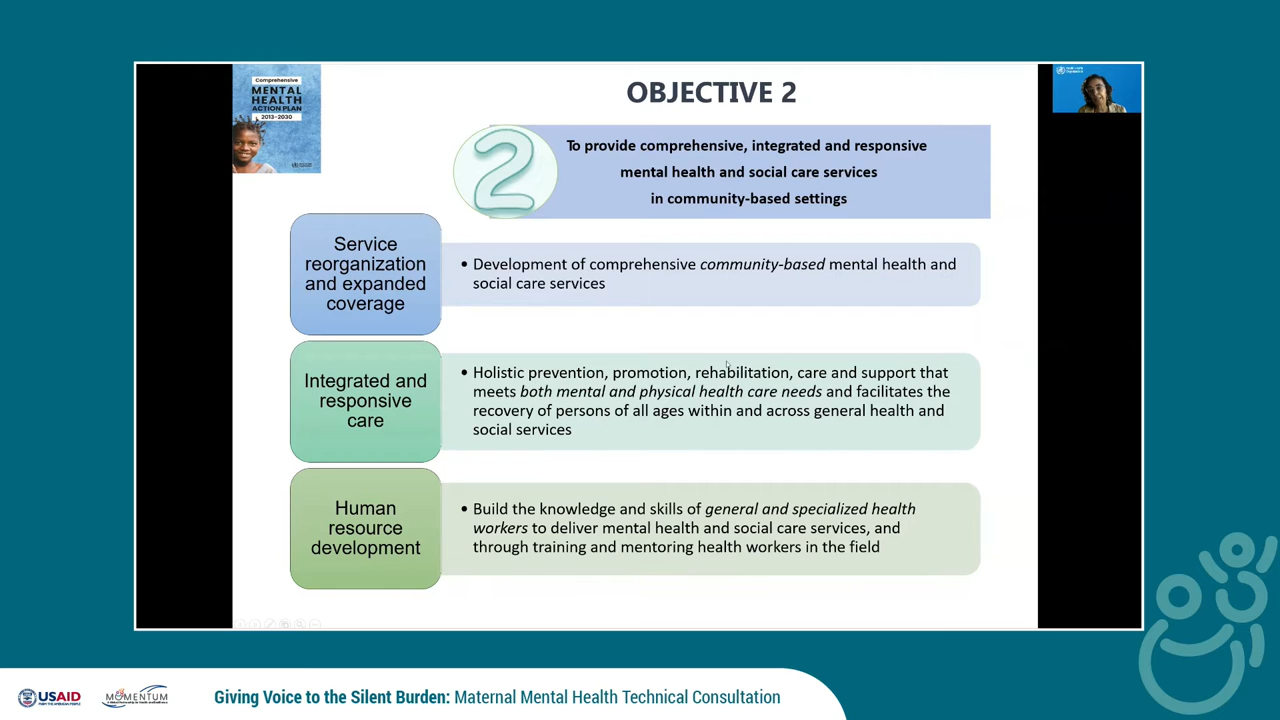 Comprehensive
MENTAL
HEALTH
ACTION PLAN
2013-2030
OBJECTIVE 2
2
To provide comprehensive, integrated and responsive
mental health and social care services
in community-based settings
Service
reorganization
and expanded
coverage
• Development of comprehensive community-based mental health and
social care services
Integrated and
responsive
care
• Holistic prevention, promotion, rehabilitation, care and support that
meets both mental and physical health care needs and facilitates the
recovery of persons of all ages within and across general health and
social services
Human
resource
development
• Build the knowledge and skills of general and specialized health
workers to deliver mental health and social care services, and
through training and mentoring health workers in the field
USAID
FROM THE AMERICAN PEOPLE
MOMENTUM
Giving Voice to the Silent Burden: Maternal Mental Health Technical Consultation